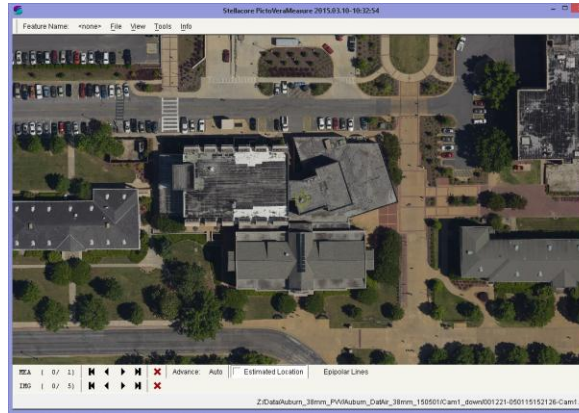 Stellacore PictoVeraMeasure 2015.03.10-10:32:54
Feature Name: <none> File View Tools Info
MEA ( 0/ 1) Advance: Auto Estimated Location Epipolar Lines
IMG ( 0/ 5)
Z:/Data/Auburn_38mm_PVV/Auburn_DatAir_38mm_150501/Cam1_down/001221-050115152126-Cam1